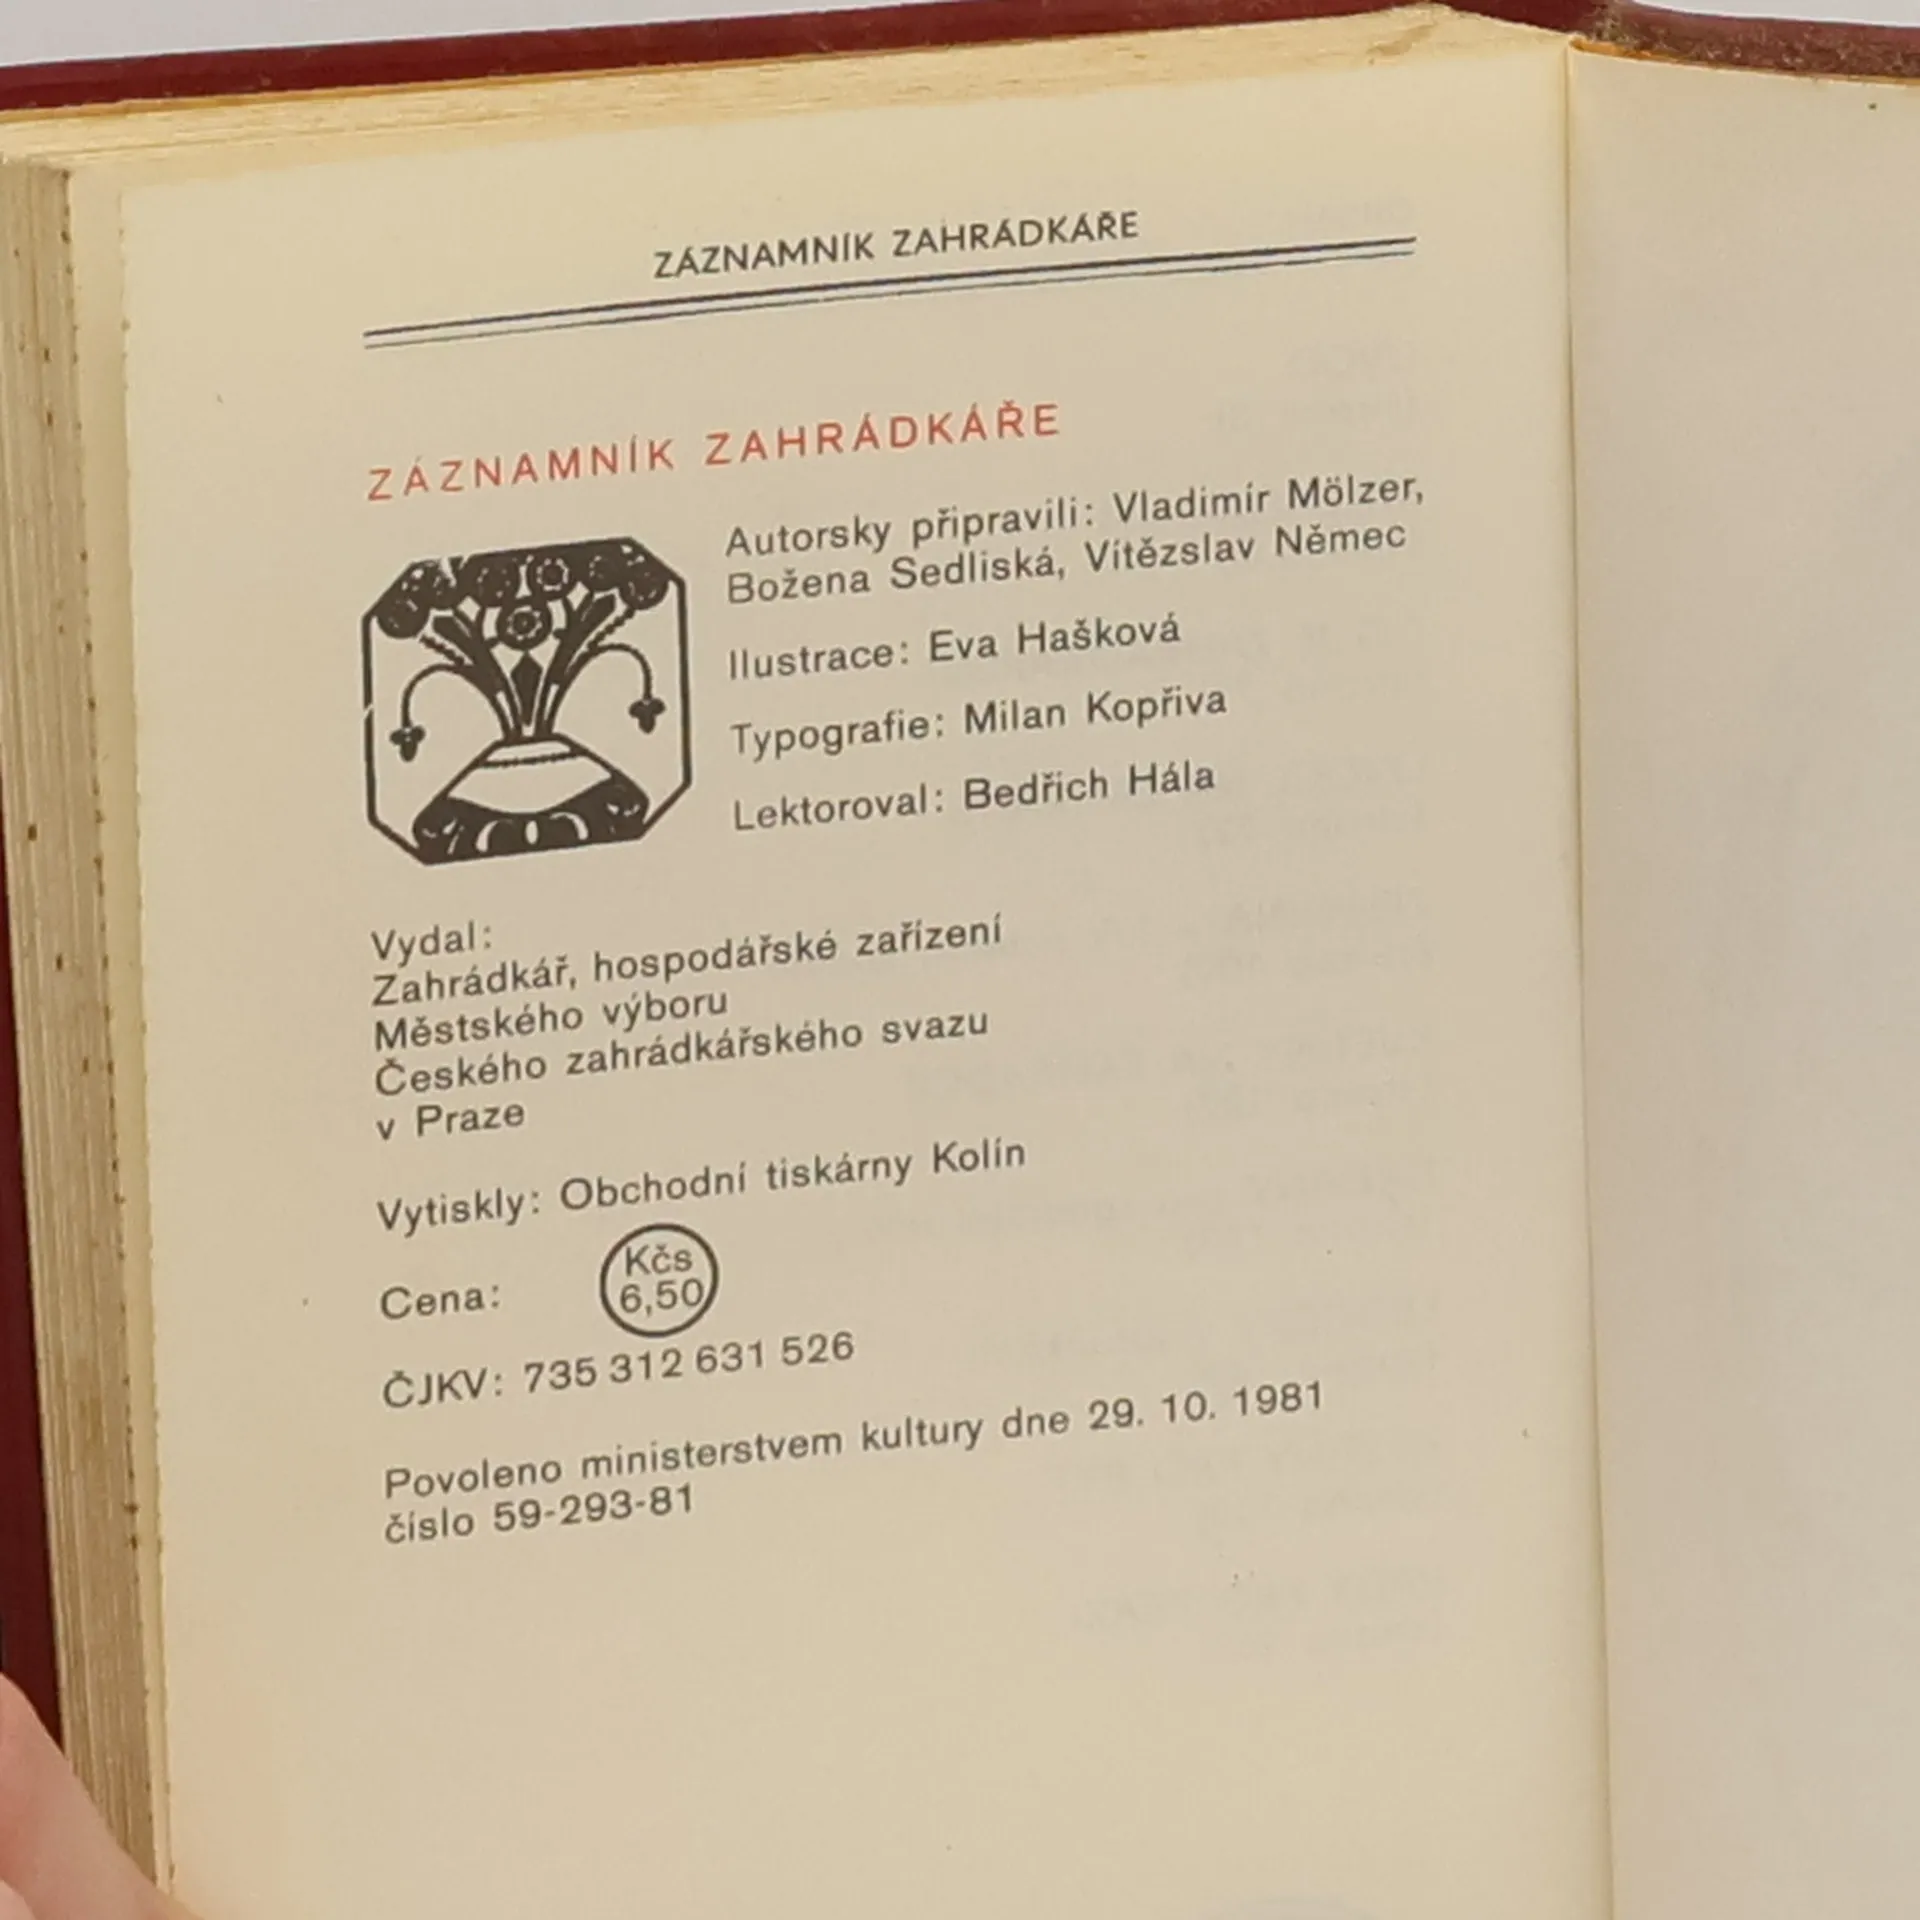 ZÁZNAMNÍK ZAHRÁDKÁŘE
ZÁZNAMNÍK ZAHRÁDKÁŘE
Autorsky připravili: Vladimír Mölzer,
Božena Sedliská, Vítězslav Němec
Ilustrace: Eva Hašková
Typografie: Milan Kopřiva
Lektoroval: Bedřich Hála
Vydal:
Zahrádkář, hospodářské zařízení
Městského výboru
Českého zahrádkářského svazu
v Praze
Vytiskly: Obchodní tiskárny Kolín
Cena: Kčs
6,50
ČJKV: 735 312 631 526
Povoleno ministerstvem kultury dne 29. 10. 1981
číslo 59-293-81